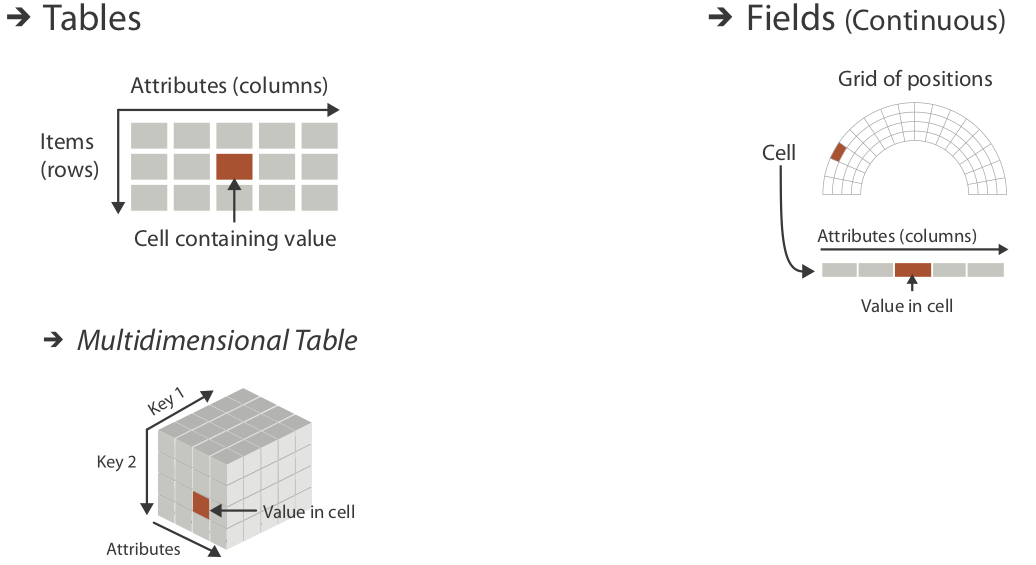 Tables
Attributes (columns)
Items
(rows)
Cell containing value
Multidimensional Table
Key 1
Key 2
Value in cell
Attributes
Fields (Continuous)
Grid of positions
Cell
Attributes (columns)
Value in cell